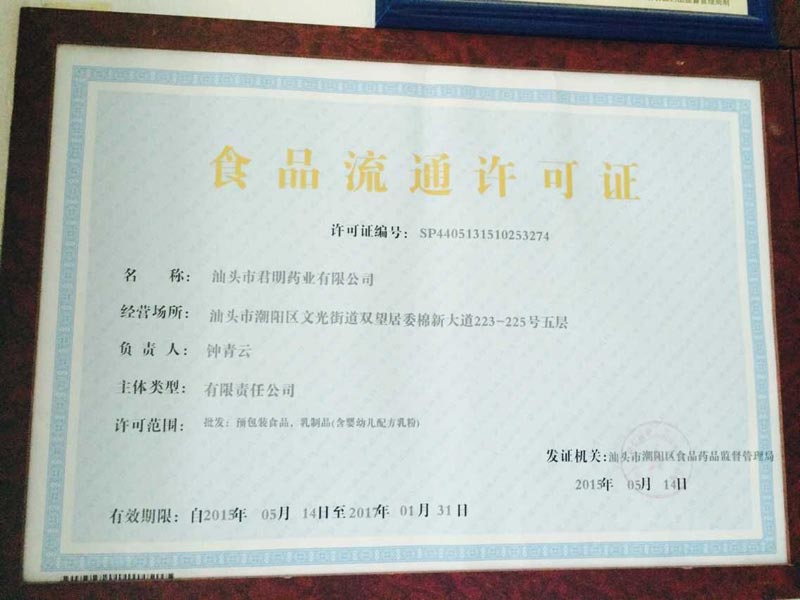 食品流通许可证
许可证编号：SP4405131510253274
名 称：汕头市君明药业有限公司
经营场所：汕头市潮阳区文光街道双望居委棉新大道223-225号五层
负 责 人：钟青云
主体类型：有限责任公司
许可范围：批发：预包装食品，乳制品(含婴幼儿配方乳粉)
发证机关:汕头市潮阳区食品药品监督管理局
2015年 05月 14日
有效期限：自2015年 05月 14日至2017年 01月 31日